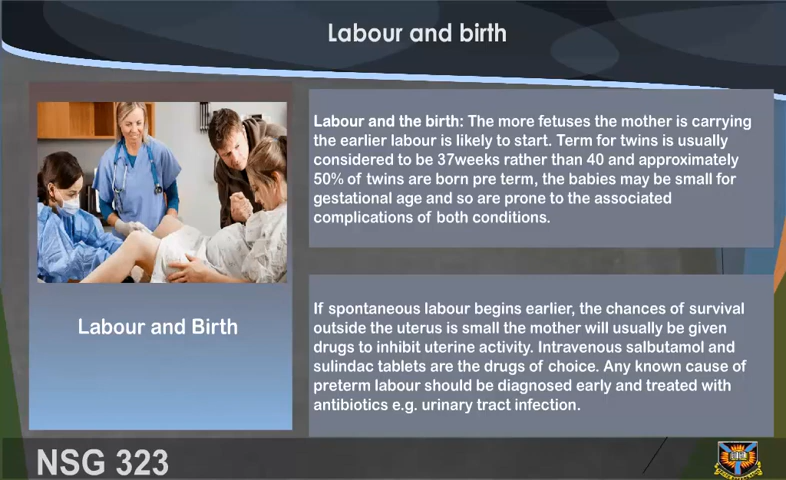 Labour and birth
Labour and the birth: The more fetuses the mother is carrying
the earlier labour is likely to start. Term for twins is usually
considered to be 37weeks rather than 40 and approximately
50% of twins are born pre term, the babies may be small for
gestational age and so are prone to the associated
complications of both conditions.
Labour and Birth
If spontaneous labour begins earlier, the chances of survival
outside the uterus is small the mother will usually be given
drugs to inhibit uterine activity. Intravenous salbutamol and
sulindac tablets are the drugs of choice. Any known cause of
preterm labour should be diagnosed early and treated with
antibiotics e.g. urinary tract infection.
NSG 323